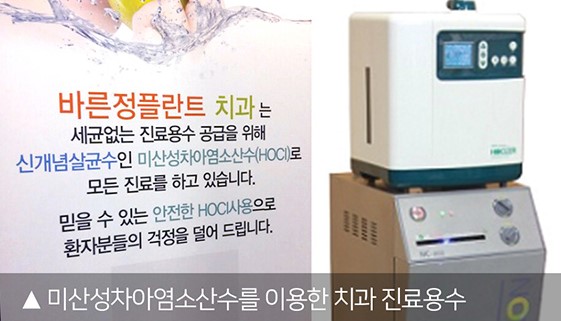 바른정플란트 치과 는
세균없는 진료용수 공급을 위해
신개념살균수인 미산성차아염소산수(HOCl)로
모든 진료를 하고 있습니다.
믿을 수 있는 안전한 HOCl사용으로
환자분들의 걱정을 덜어 드립니다.
HOCLER
NO
▲ 미산성차아염소산수를 이용한 치과 진료용수